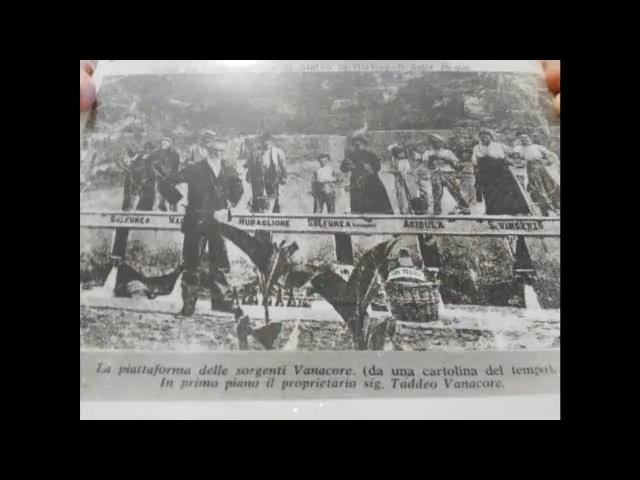 SOLFUREA MURAGLIONE SOLFUREA ACIDULA S. VINCENZO
La piattaforma delle sorgenti Vanacore. (da una cartolina del tempo).
In primo piano il proprietario sig. Taddeo Vanacore.